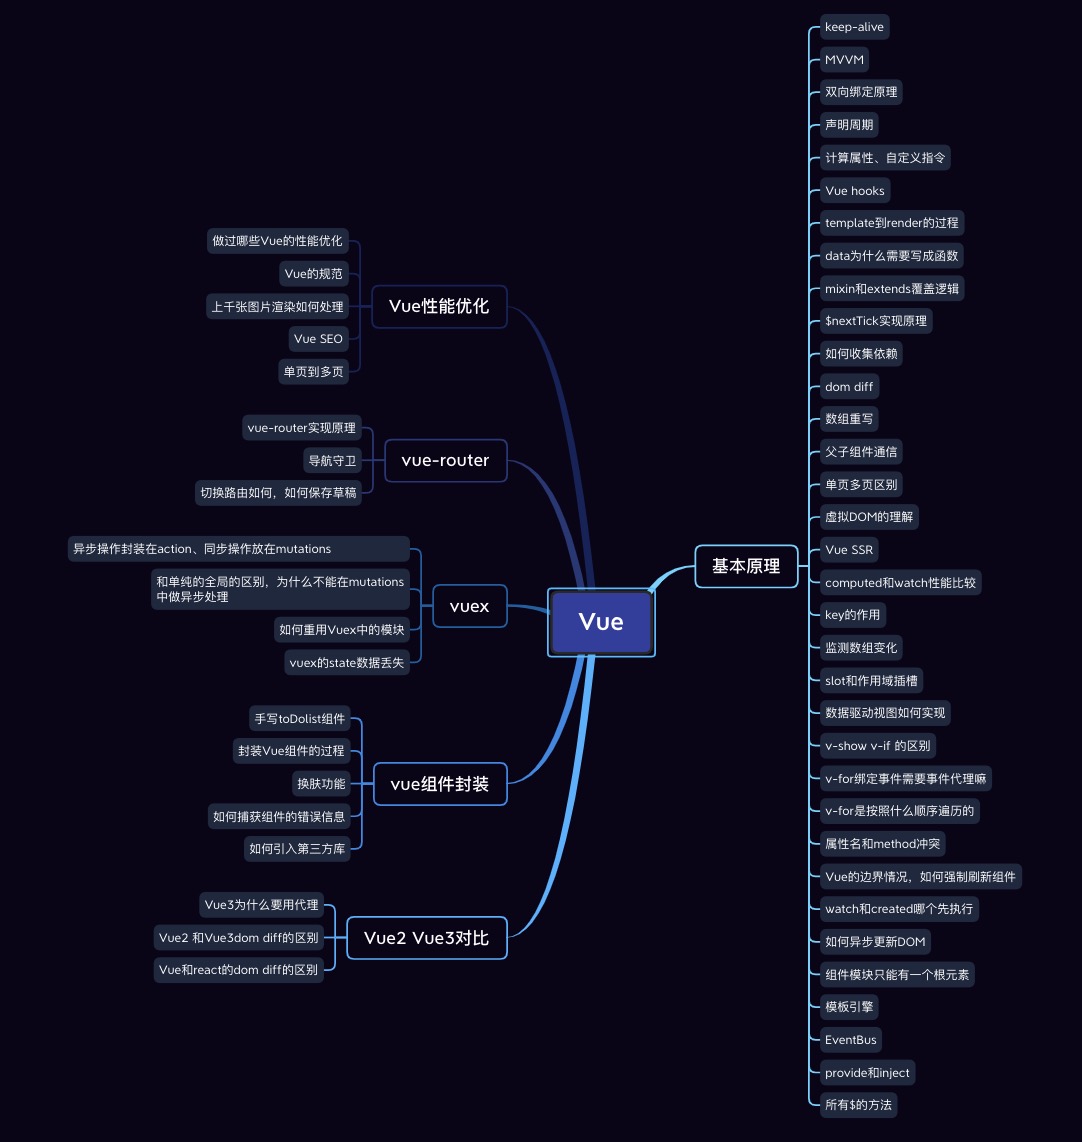 Vue
基本原理
keep-alive
MVVM
双向绑定原理
声明周期
计算属性、自定义指令
Vue hooks
template到render的过程
data为什么需要写成函数
mixin和extends覆盖逻辑
$nextTick实现原理
如何收集依赖
dom diff
数组重写
父子组件通信
单页多页区别
虚拟DOM的理解
Vue SSR
computed和watch性能比较
key的作用
监测数组变化
slot和作用域插槽
数据驱动视图如何实现
v-show v-if 的区别
v-for绑定事件需要事件代理嘛
v-for是按照什么顺序遍历的
属性名和method冲突
Vue的边界情况，如何强制刷新组件
watch和created哪个先执行
如何异步更新DOM
组件模块只能有一个根元素
模板引擎
EventBus
provide和inject
所有$的方法
Vue性能优化
做过哪些Vue的性能优化
Vue的规范
上千张图片渲染如何处理
Vue SEO
单页到多页
vue-router
vue-router实现原理
导航守卫
切换路由如何，如何保存草稿
vuex
异步操作封装在action、同步操作放在mutations
和单纯的全局的区别，为什么不能在mutations
中做异步处理
如何重用Vuex中的模块
vuex的state数据丢失
vue组件封装
手写toDolist组件
封装Vue组件的过程
换肤功能
如何捕获组件的错误信息
如何引入第三方库
Vue2 Vue3对比
Vue3为什么要用代理
Vue2 和Vue3dom diff的区别
Vue和react的dom diff的区别